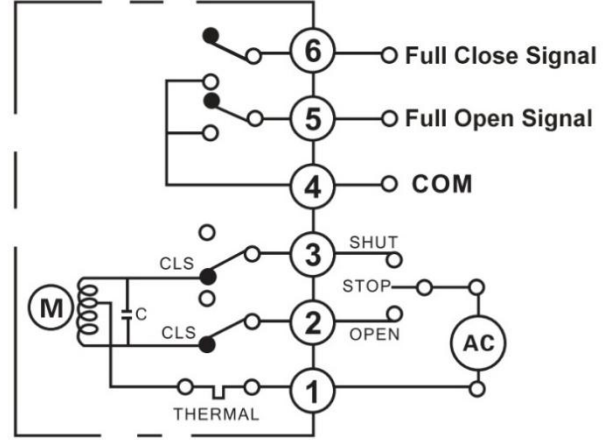 6 Full Close Signal
5 Full Open Signal
4 COM
3 SHUT
CLS
STOP
M
C
CLS
2 OPEN
AC
1
THERMAL